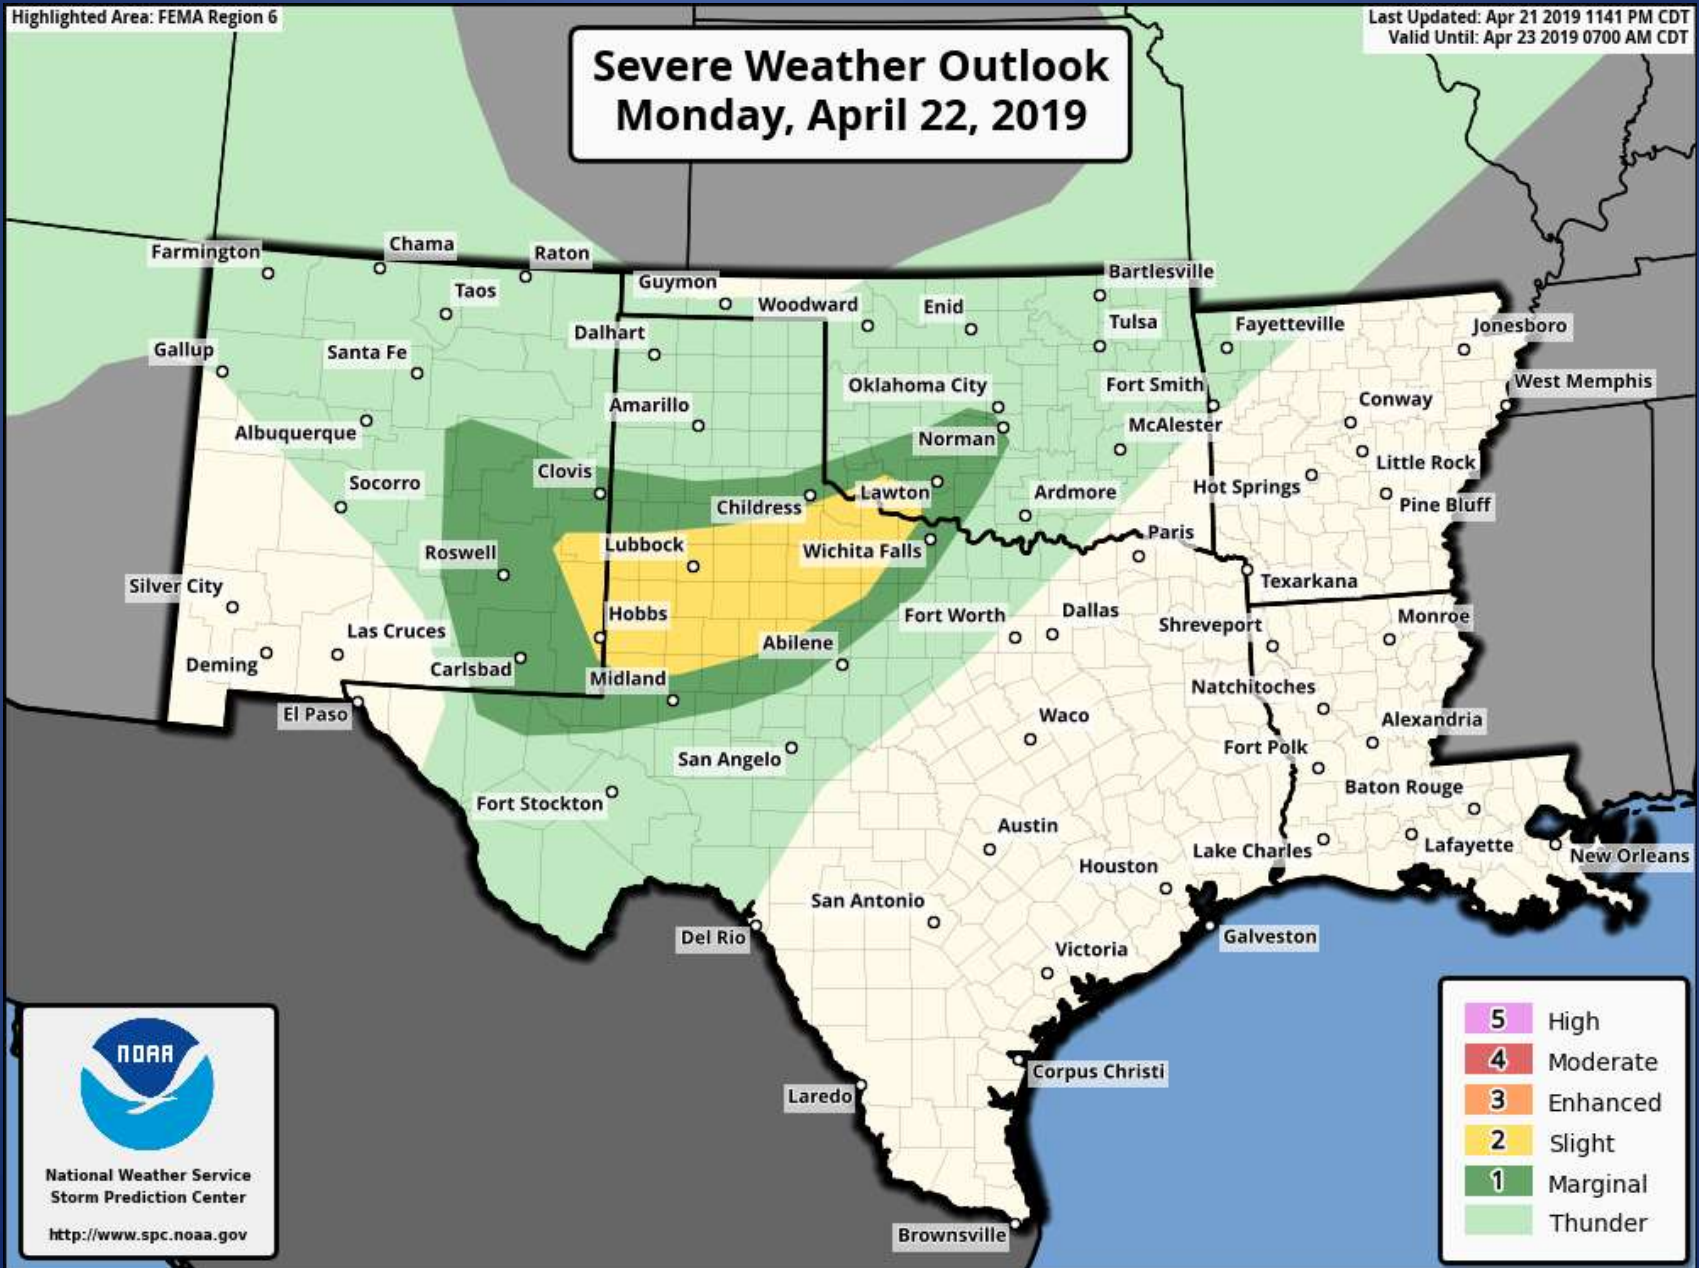 Highlighted Area: FEMA Region 6
Last Updated: Apr 21 2019 1141 PM CDT
Valid Until: Apr 23 2019 0700 AM CDT
Severe Weather Outlook
Monday, April 22, 2019
Farmington
Chama
Raton
Taos
Guymon
Woodward
Enid
Bartlesville
Tulsa
Fayetteville
Jonesboro
Gallup
Santa Fe
Dalhart
Oklahoma City
Fort Smith
West Memphis
Conway
Albuquerque
Amarillo
Norman
McAlester
Little Rock
Socorro
Clovis
Childress
Lawton
Ardmore
Hot Springs
Pine Bluff
Roswell
Lubbock
Wichita Falls
Paris
Texarkana
Silver City
Hobbs
Fort Worth
Dallas
Shreveport
Monroe
Las Cruces
Deming
Carlsbad
Midland
Abilene
Natchitoches
El Paso
Waco
Alexandria
San Angelo
Fort Polk
Fort Stockton
Baton Rouge
Austin
Houston
Lake Charles
Lafayette
New Orleans
San Antonio
Del Rio
Galveston
Victoria
Corpus Christi
Laredo
Brownsville
NOAA
National Weather Service
Storm Prediction Center
http://www.spc.noaa.gov
5 High
4 Moderate
3 Enhanced
2 Slight
1 Marginal
Thunder